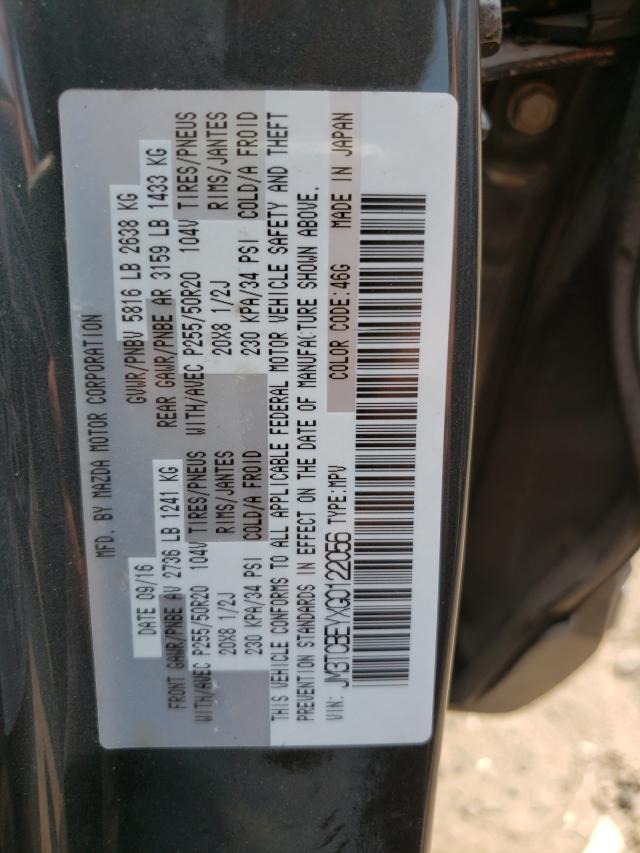 MFD. BY MAZDA MOTOR CORPORATION
DATE 09/16 GVWR/PNBV 5816 LB 2638 KG
FRONT GAWR/PNBE AV 2736 LB 1241 KG REAR GAWR/PNBE AR 3159 LB 1433 KG
WITH/AVEC P255/50R20 104V TIRES/PNEUS WITH/AVEC P255/50R20 104V TIRES/PNEUS
20X8 1/2J RIMS/JANTES 20X8 1/2J RIMS/JANTES
230 KPA/34 PSI COLD/A FROID 230 KPA/34 PSI COLD/A FROID
THIS VEHICLE CONFORMS TO ALL APPLICABLE FEDERAL MOTOR VEHICLE SAFETY AND THEFT
PREVENTION STANDARDS IN EFFECT ON THE DATE OF MANUFACTURE SHOWN ABOVE.
VIN: JM3TCBEYXG0122056 TYPE:MPV COLOR CODE:46G MADE IN JAPAN